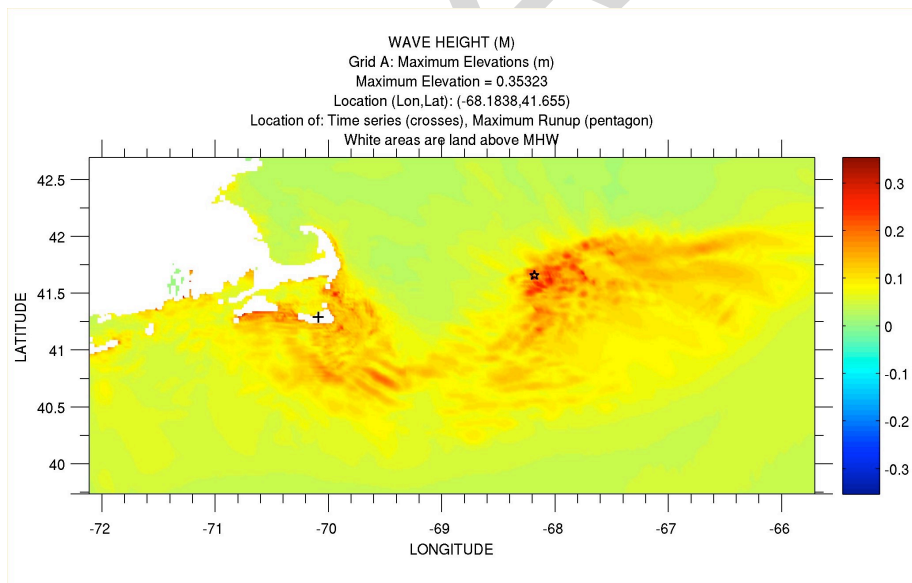 WAVE HEIGHT (M)
Grid A: Maximum Elevations (m)
Maximum Elevation = 0.35323
Location (Lon,Lat): (-68.1838,41.655)
Location of: Time series (crosses), Maximum Runup (pentagon)
White areas are land above MHW
42.5
42
41.5
41
40.5
40
LATITUDE
-72 -71 -70 -69 -68 -67 -66
LONGITUDE
0.3
0.2
0.1
0
-0.1
-0.2
-0.3